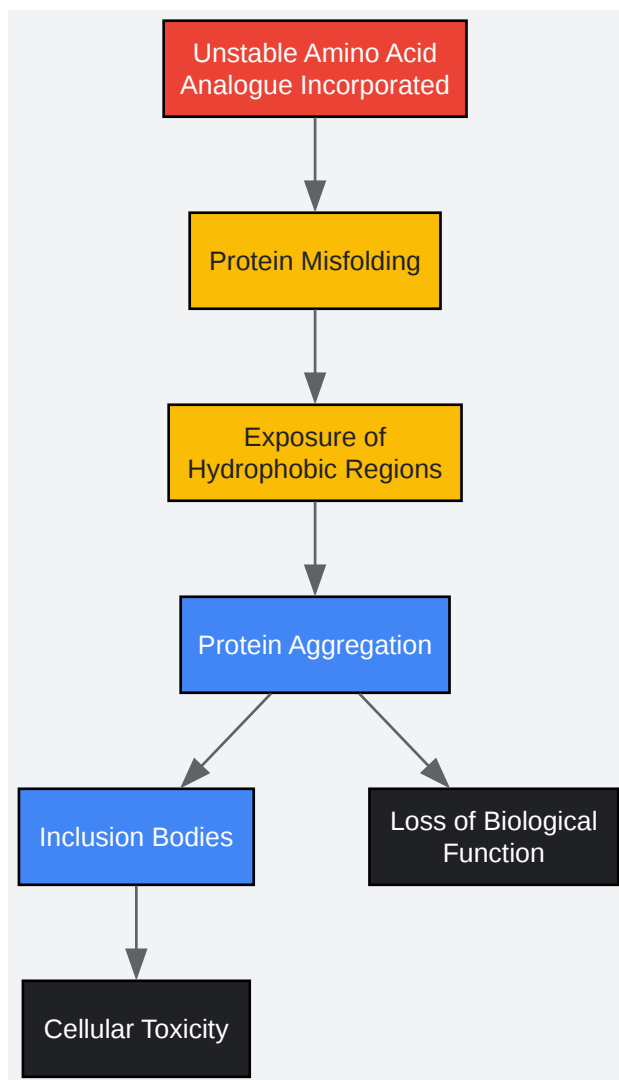 Unstable Amino Acid
Analogue Incorporated
Protein Misfolding
Exposure of
Hydrophobic Regions
Protein Aggregation
Inclusion Bodies
Loss of Biological
Function
Cellular Toxicity